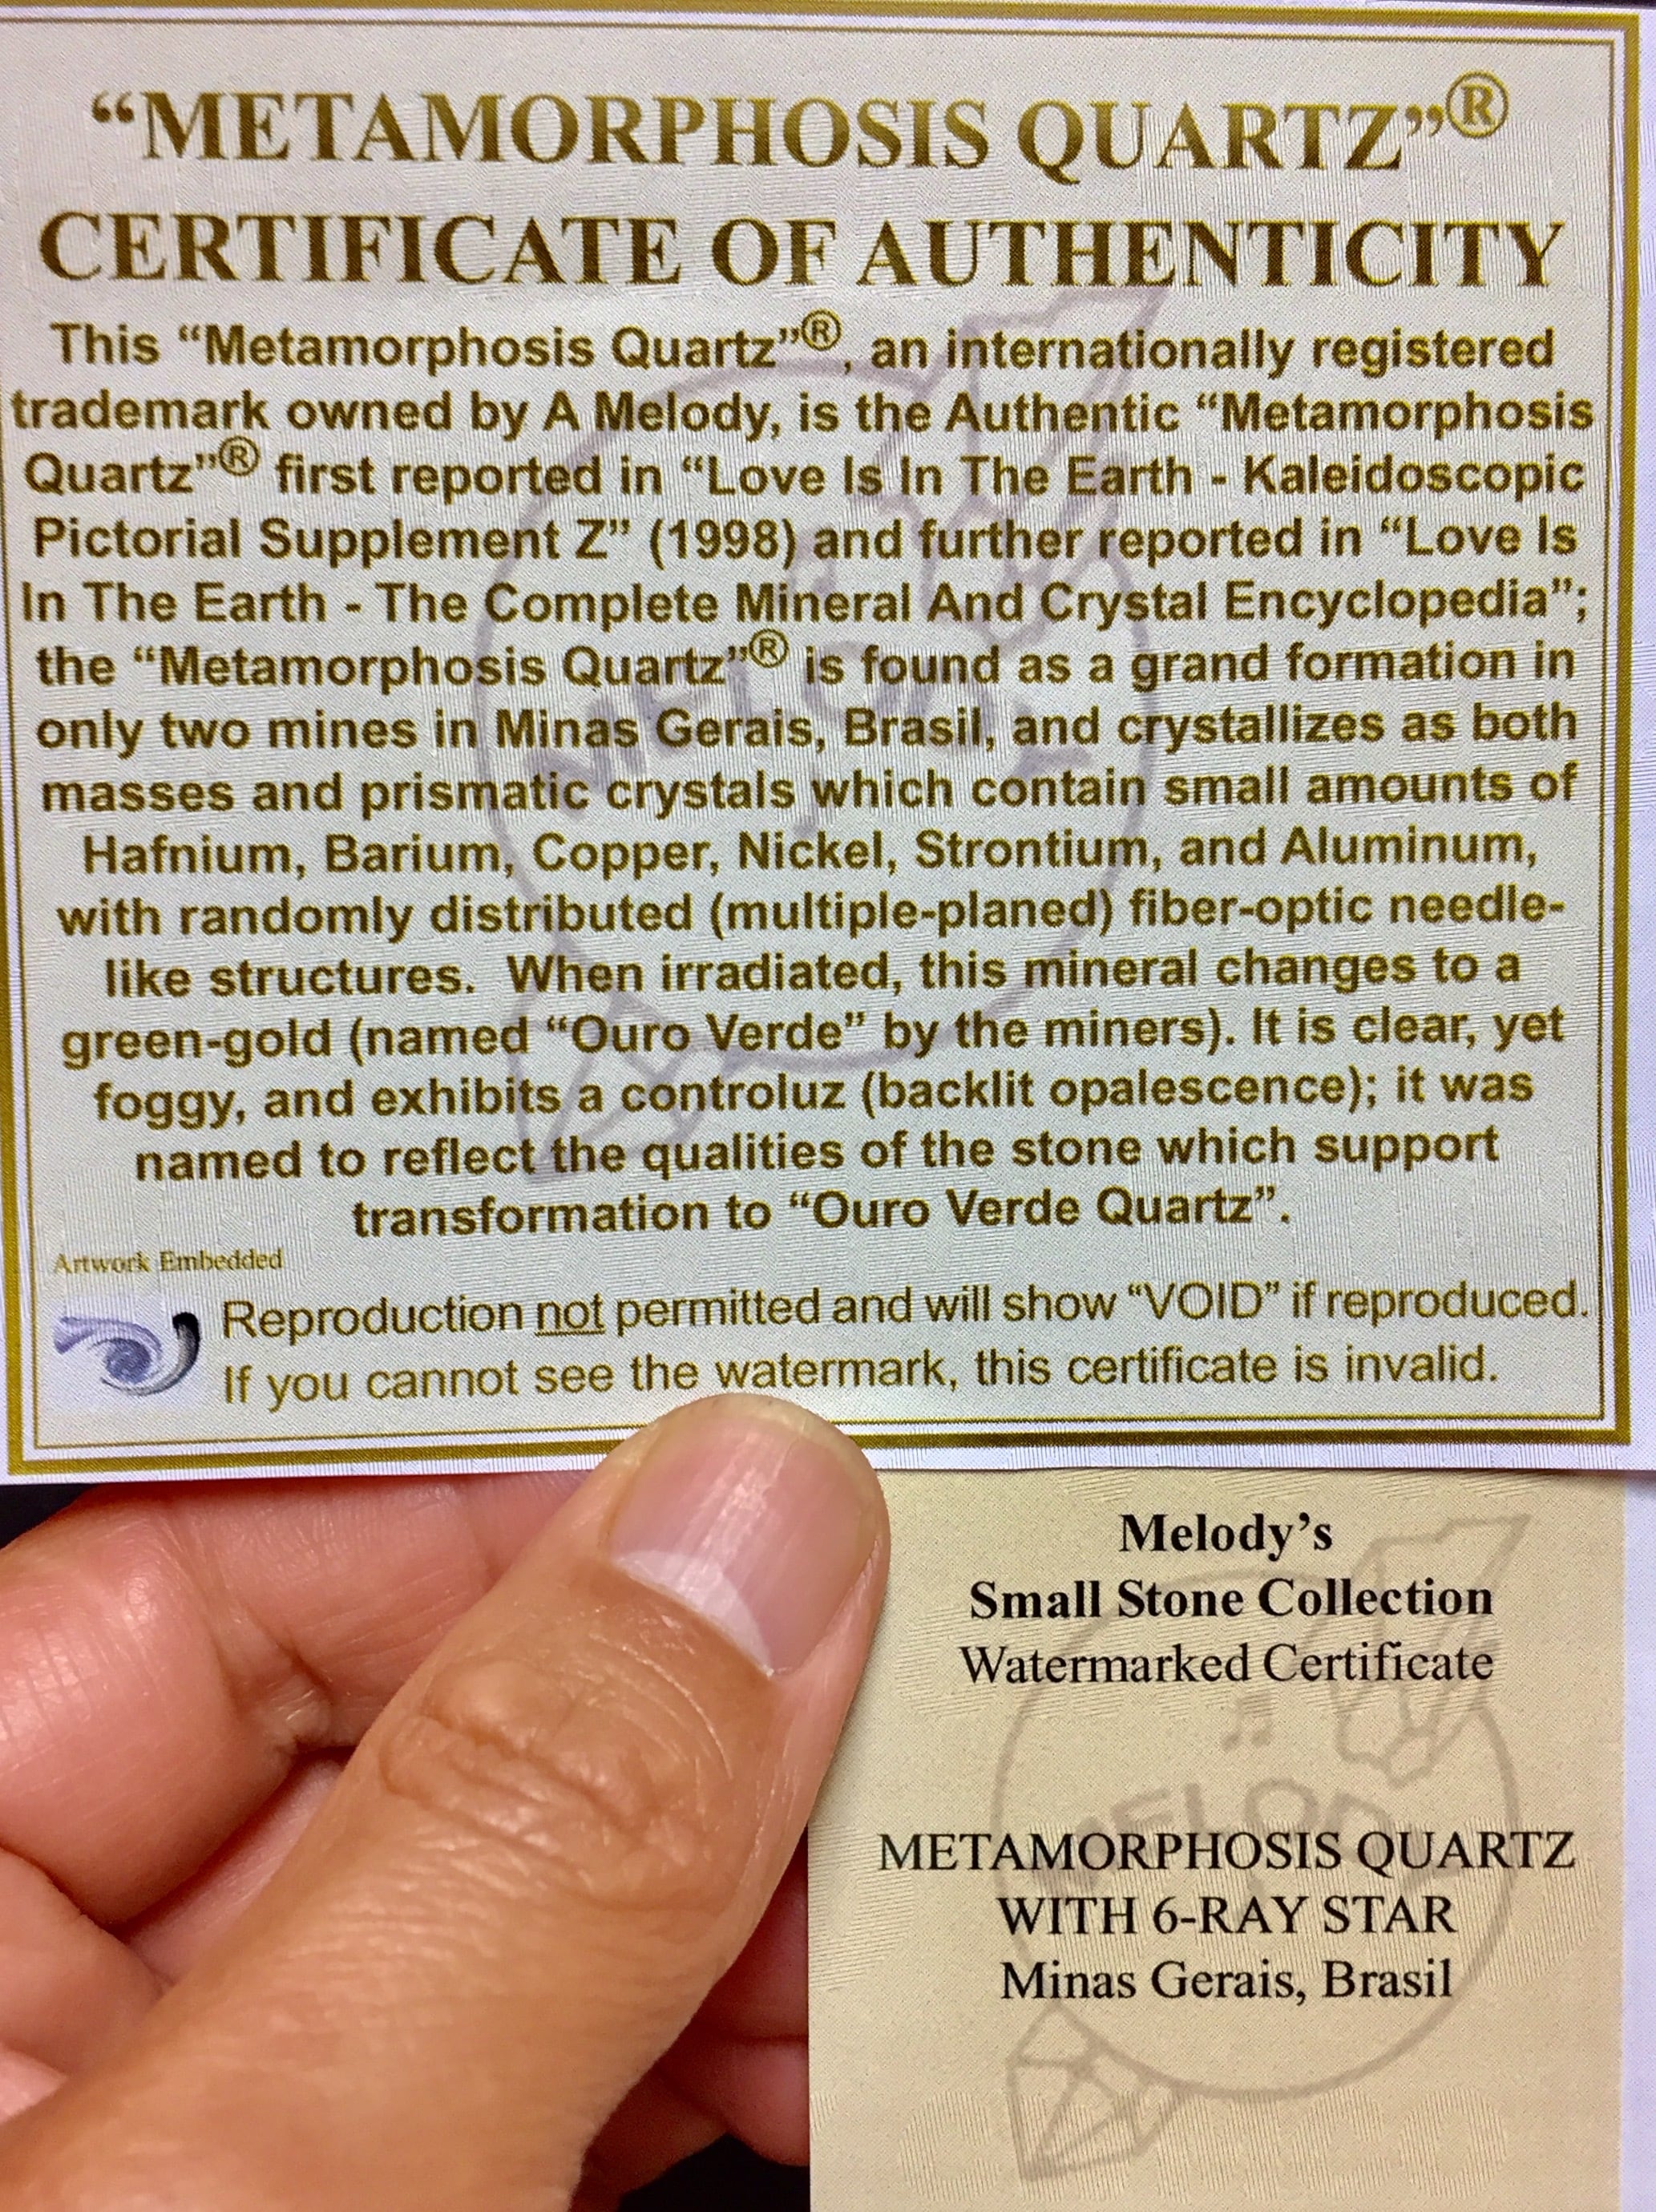 “METAMORPHOSIS QUARTZ”®
CERTIFICATE OF AUTHENTICITY
This “Metamorphosis Quartz”®, an internationally registered
trademark owned by A Melody, is the Authentic “Metamorphosis
Quartz”® first reported in “Love Is In The Earth - Kaleidoscopic
Pictorial Supplement Z” (1998) and further reported in “Love Is
In The Earth - The Complete Mineral And Crystal Encyclopedia”;
the “Metamorphosis Quartz”® is found as a grand formation in
only two mines in Minas Gerais, Brasil, and crystallizes as both
masses and prismatic crystals which contain small amounts of
Hafnium, Barium, Copper, Nickel, Strontium, and Aluminum,
with randomly distributed (multiple-planed) fiber-optic needle-
like structures. When irradiated, this mineral changes to a
green-gold (named “Ouro Verde” by the miners). It is clear, yet
foggy, and exhibits a controluz (backlit opalescence); it was
named to reflect the qualities of the stone which support
transformation to “Ouro Verde Quartz”.
Artwork Embedded
Reproduction not permitted and will show “VOID” if reproduced.
If you cannot see the watermark, this certificate is invalid.
MELODY
Melody’s
Small Stone Collection
Watermarked Certificate
MELODY
METAMORPHOSIS QUARTZ
WITH 6-RAY STAR
Minas Gerais, Brasil